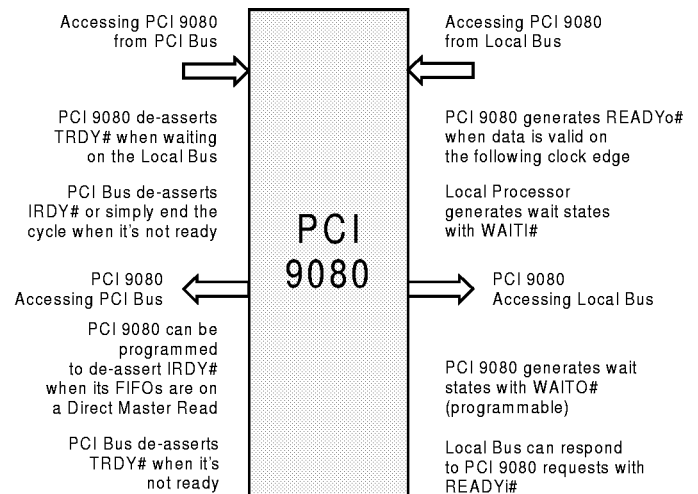 Accessing PCI 9080
from PCI Bus
Accessing PCI 9080
from Local Bus
PCI 9080 de-asserts
TRDY# when waiting
on the Local Bus
PCI Bus de-asserts
IRDY# or simply end the
cycle when it's not ready
PCI 9080 generates READYo#
when data is valid on
the following clock edge
Local Processor
generates wait states
with WAITI#
PCI
9080
PCI 9080
Accessing PCI Bus
PCI 9080
Accessing Local Bus
PCI 9080 can be
programmed
to de-assert IRDY#
when its FIFOs are on
a Direct Master Read
PCI Bus de-asserts
TRDY# when it's
not ready
PCI 9080 generates wait
states with WAITO#
(programmable)
Local Bus can respond
to PCI 9080 requests with
READYi#